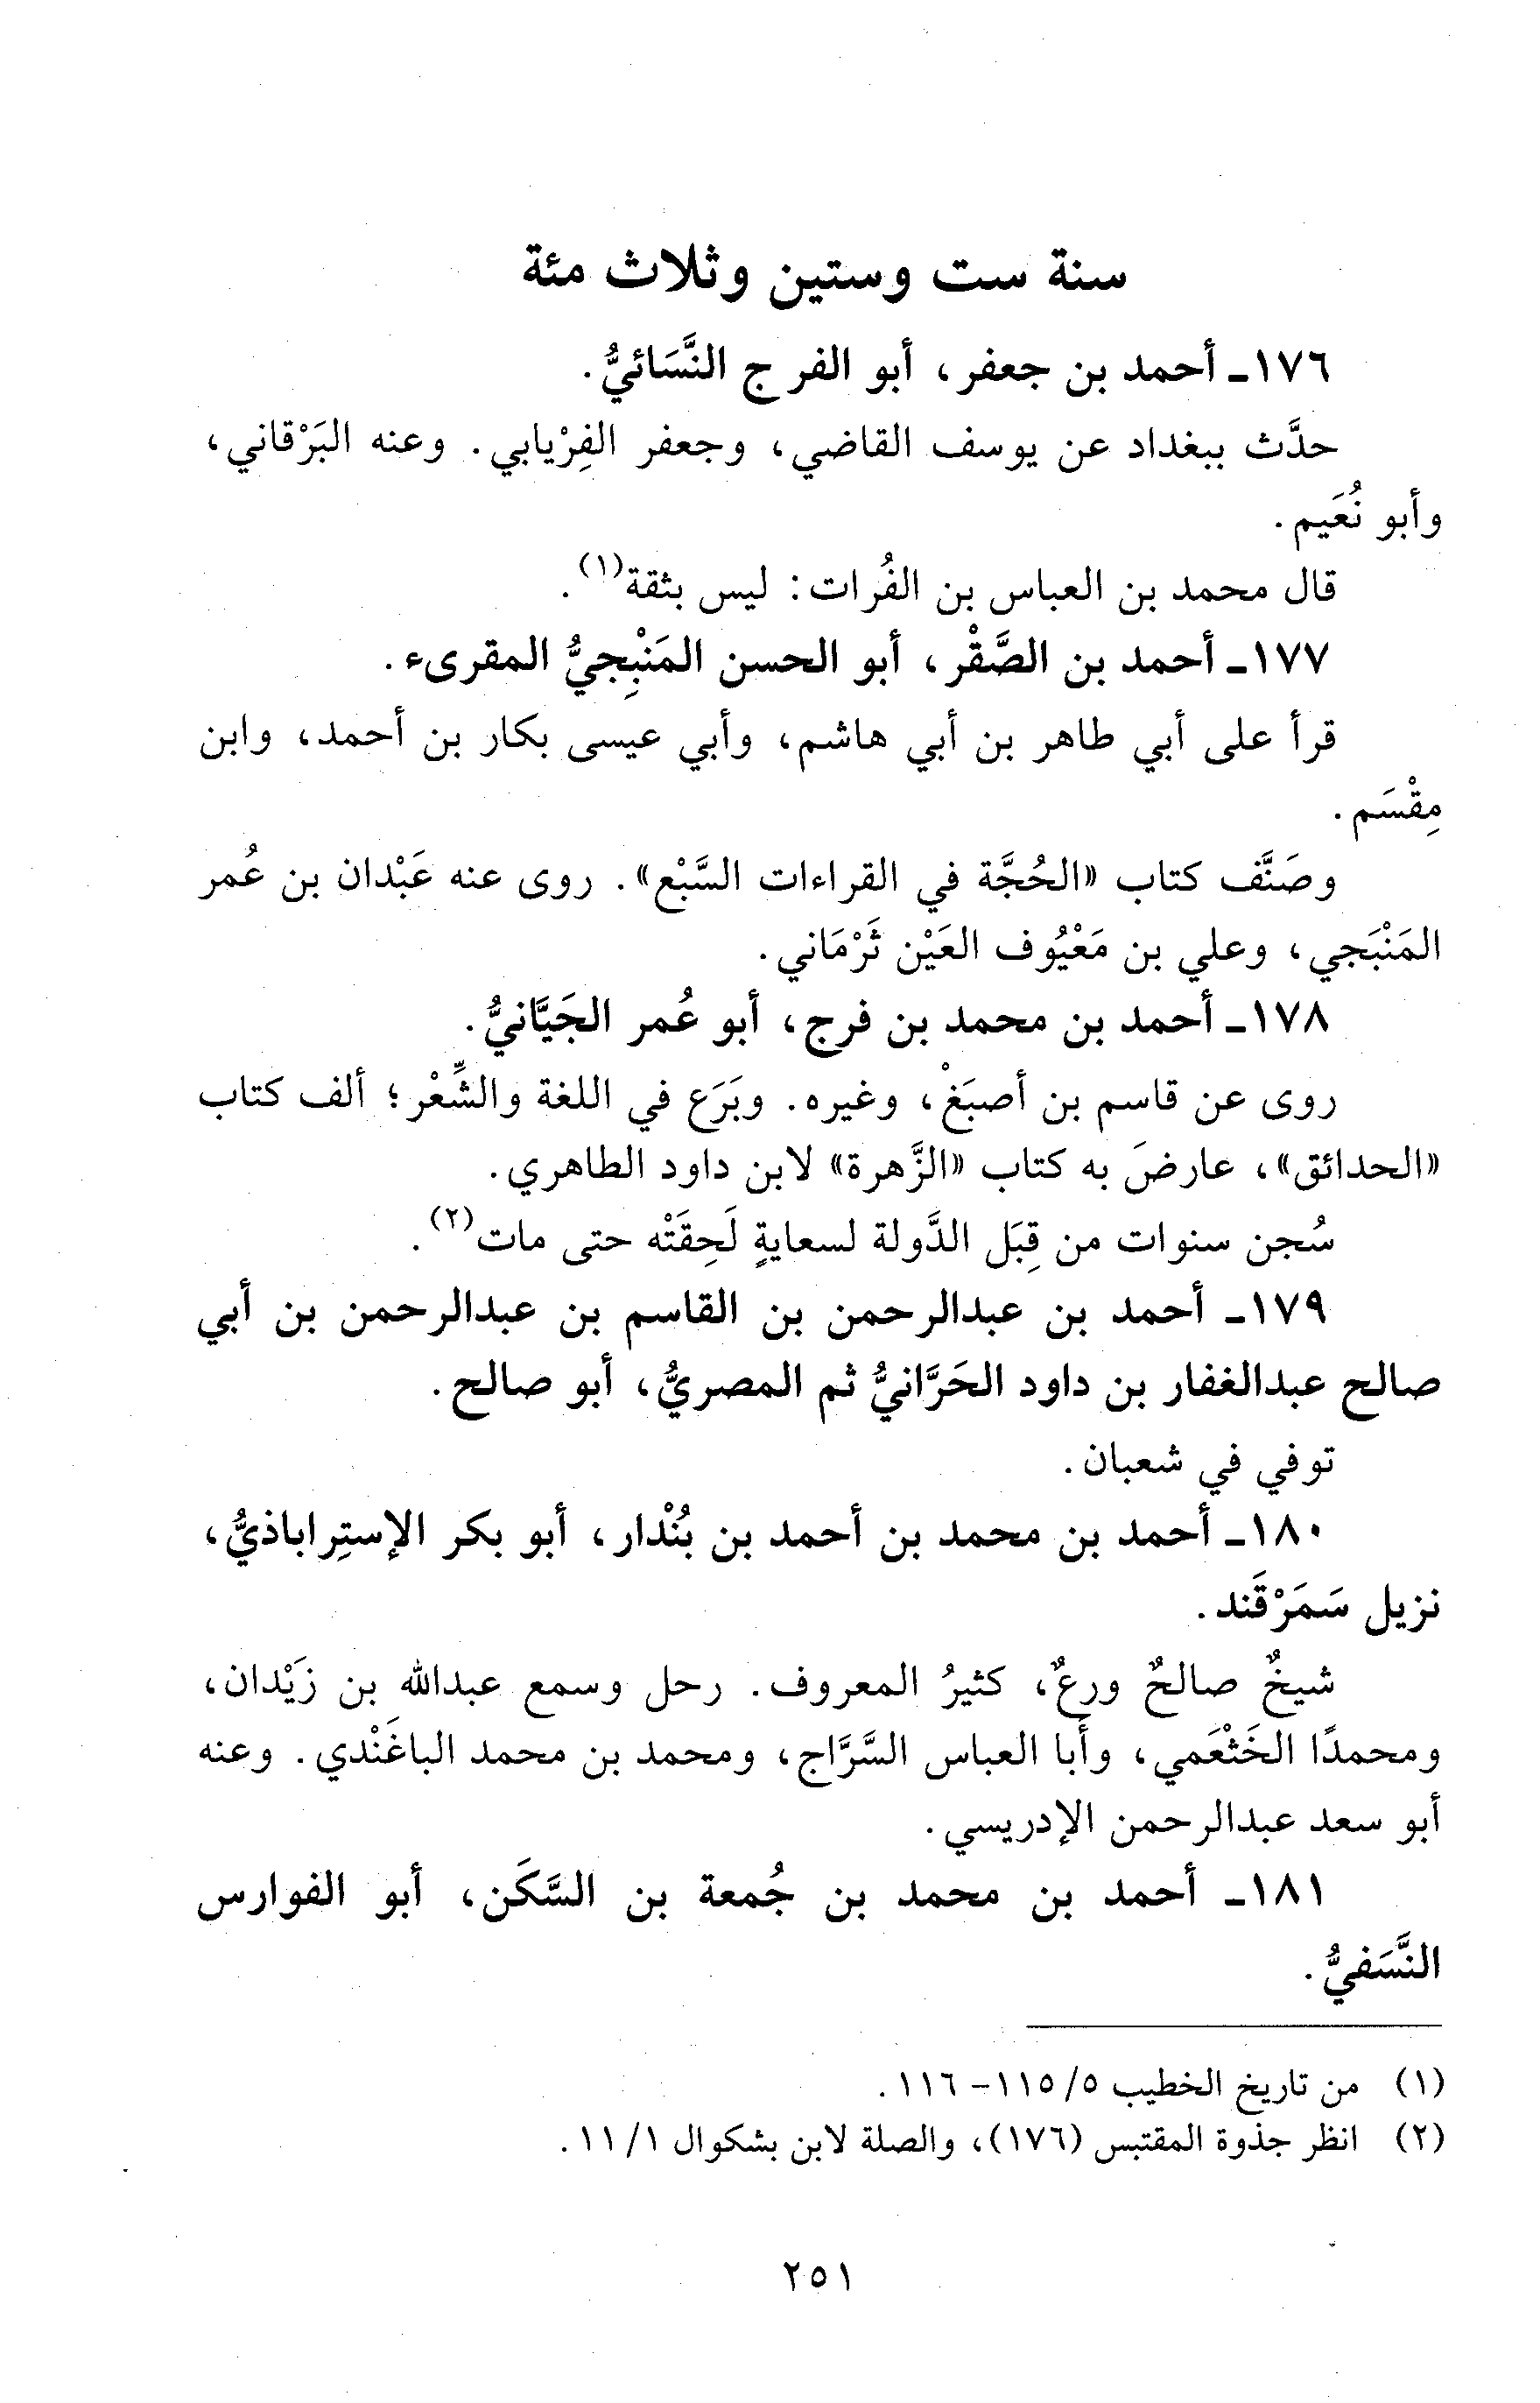 سنة ست وستين وثلاث مئة
١٧٦ـ أحمد بن جعفر، أبو الفرج النَّسَائيُّ.
حدَّث ببغداد عن يوسف القاضي، وجعفر الفِرْيابي. وعنه البَرْقاني،
وأبو نُعَيم.
قال محمد بن العباس بن الفُرات: ليس بثقة(١).
١٧٧ـ أحمد بن الصَّقْر، أبو الحسن المَنْبِجيُّ المقرىء.
قرأ على أبي طاهر بن أبي هاشم، وأبي عيسى بكار بن أحمد، وابن
مِقْسَم.
وصَنَّف كتاب «الحُجَّة في القراءات السَّبْع». روى عنه عَبْدان بن عُمر
المَنْبَجي، وعلي بن مَعْيُوف العَيْن ثَرْمَاني.
١٧٨ـ أحمد بن محمد بن فرج، أبو عُمر الجَيَّانيُّ.
روى عن قاسم بن أصبَغْ، وغيره. وبَرَع في اللغة والشِّعْر؛ ألف كتاب
«الحدائق»، عارضَ به كتاب «الزَّهرة» لابن داود الطاهري.
سُجن سنوات من قِبَل الدَّولة لسعايةٍ لَحِقَتْه حتى مات(٢).
١٧٩ـ أحمد بن عبدالرحمن بن القاسم بن عبدالرحمن بن أبي
صالح عبدالغفار بن داود الحَرَّانيُّ ثم المصريُّ، أبو صالح.
توفي في شعبان.
١٨٠ـ أحمد بن محمد بن أحمد بن بُنْدار، أبو بكر الإستِراباذيُّ،
نزيل سَمَرْقَند.
شيخٌ صالحٌ ورعٌ، كثيرُ المعروف. رحل وسمع عبدالله بن زَيْدان،
ومحمدًا الخَثْعَمي، وأَبا العباس السَّرَّاج، ومحمد بن محمد الباغَنْدي. وعنه
أبو سعد عبدالرحمن الإدريسي.
١٨١ـ أحمد بن محمد بن جُمعة بن السَّكَن، أبو الفوارس
النَّسَفيُّ.
(١) من تاريخ الخطيب ٥/ ١١٥- ١١٦.
(٢) انظر جذوة المقتبس (١٧٦)، والصلة لابن بشكوال ١/ ١١.
٢٥١